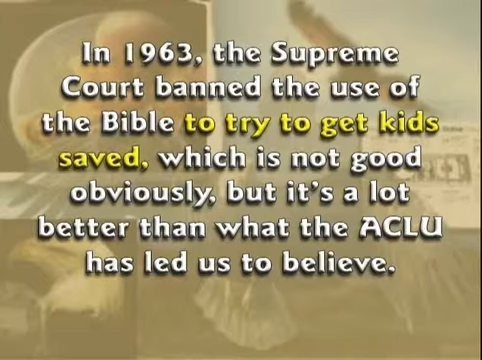 In 1963, the Supreme
Court banned the use of
the Bible to try to get kids
saved, which is not good
obviously, but it's a lot
better than what the ACLU
has led us to believe.